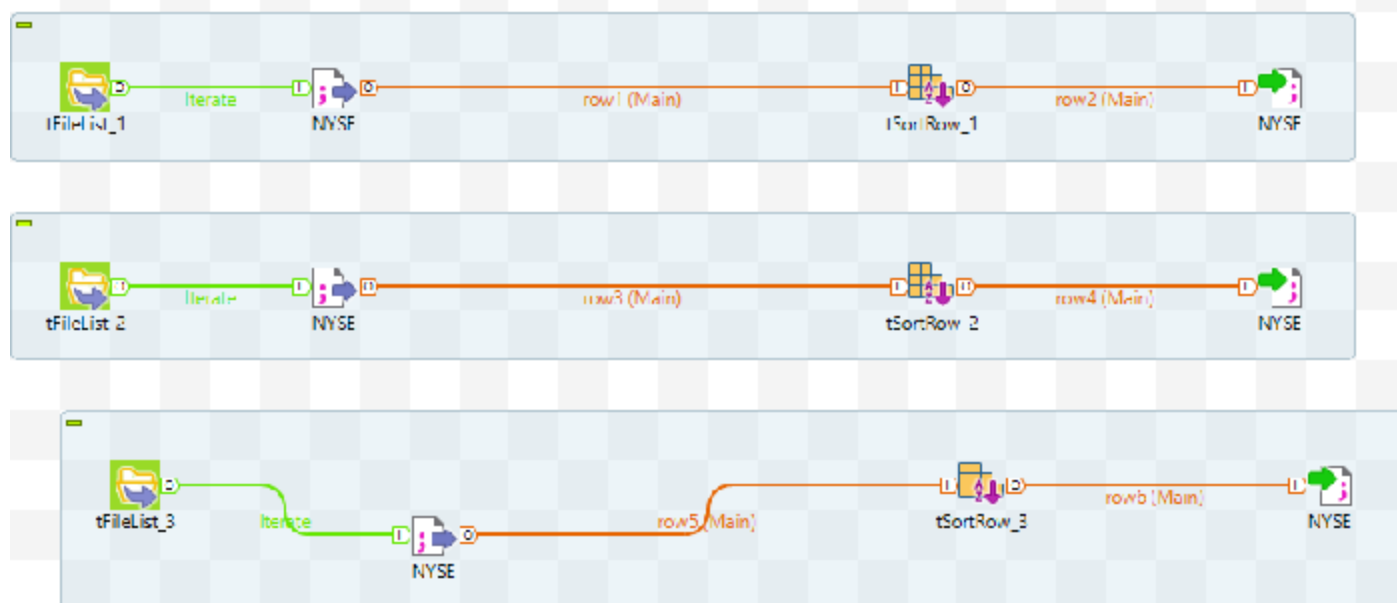 Iterate row1 (Main) row2 (Main)
tFileList_1 NYSE tSortRow_1 NYSE
Iterate row3 (Main) row4 (Main)
tFileList_2 NYSE tSortRow_2 NYSE
row6 (Main)
tFileList_3 Iterate row5 (Main) tSortRow_3 NYSE
NYSE